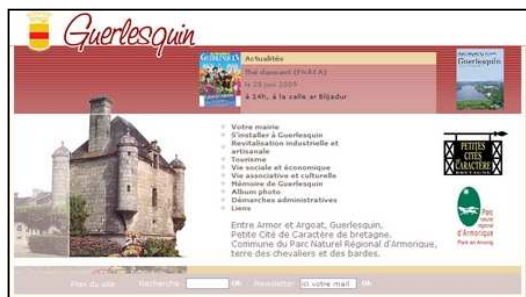 Guerlesquin
Actualités
Thé dansant (FNACA)
le 28 juin 2009
à 14h, à la salle ar Blijadur
Guerlesquin
Votre mairie
S'installer à Guerlesquin
Revitalisation industrielle et
artisanale
Tourisme
Vie sociale et économique
Vie associative et culturelle
Mémoire de Guerlesquin
Album photo
Démarches administratives
Liens
PETITES
CITÉS
CARACTÈRE
BRETAGNE
Parc
naturel
régional
d'Armorique
Park an Arvorig
Entre Armor et Argoat, Guerlesquin,
Petite Cité de Caractère de bretagne.
Commune du Parc Naturel Régional d'Armorique,
terre des chevaliers et des bardes.
Plan du site
Recherche
Ok
Newsletter
ici votre mail
Ok